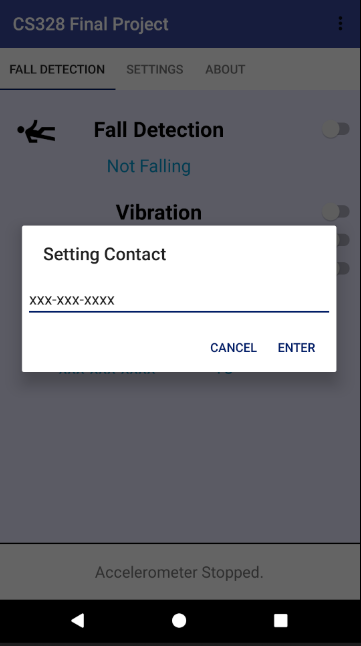 CS328 Final Project
FALL DETECTION SETTINGS ABOUT
Fall Detection
Not Falling
Vibration
Setting Contact
xxx-xxx-xxxx
CANCEL ENTER
Accelerometer Stopped.